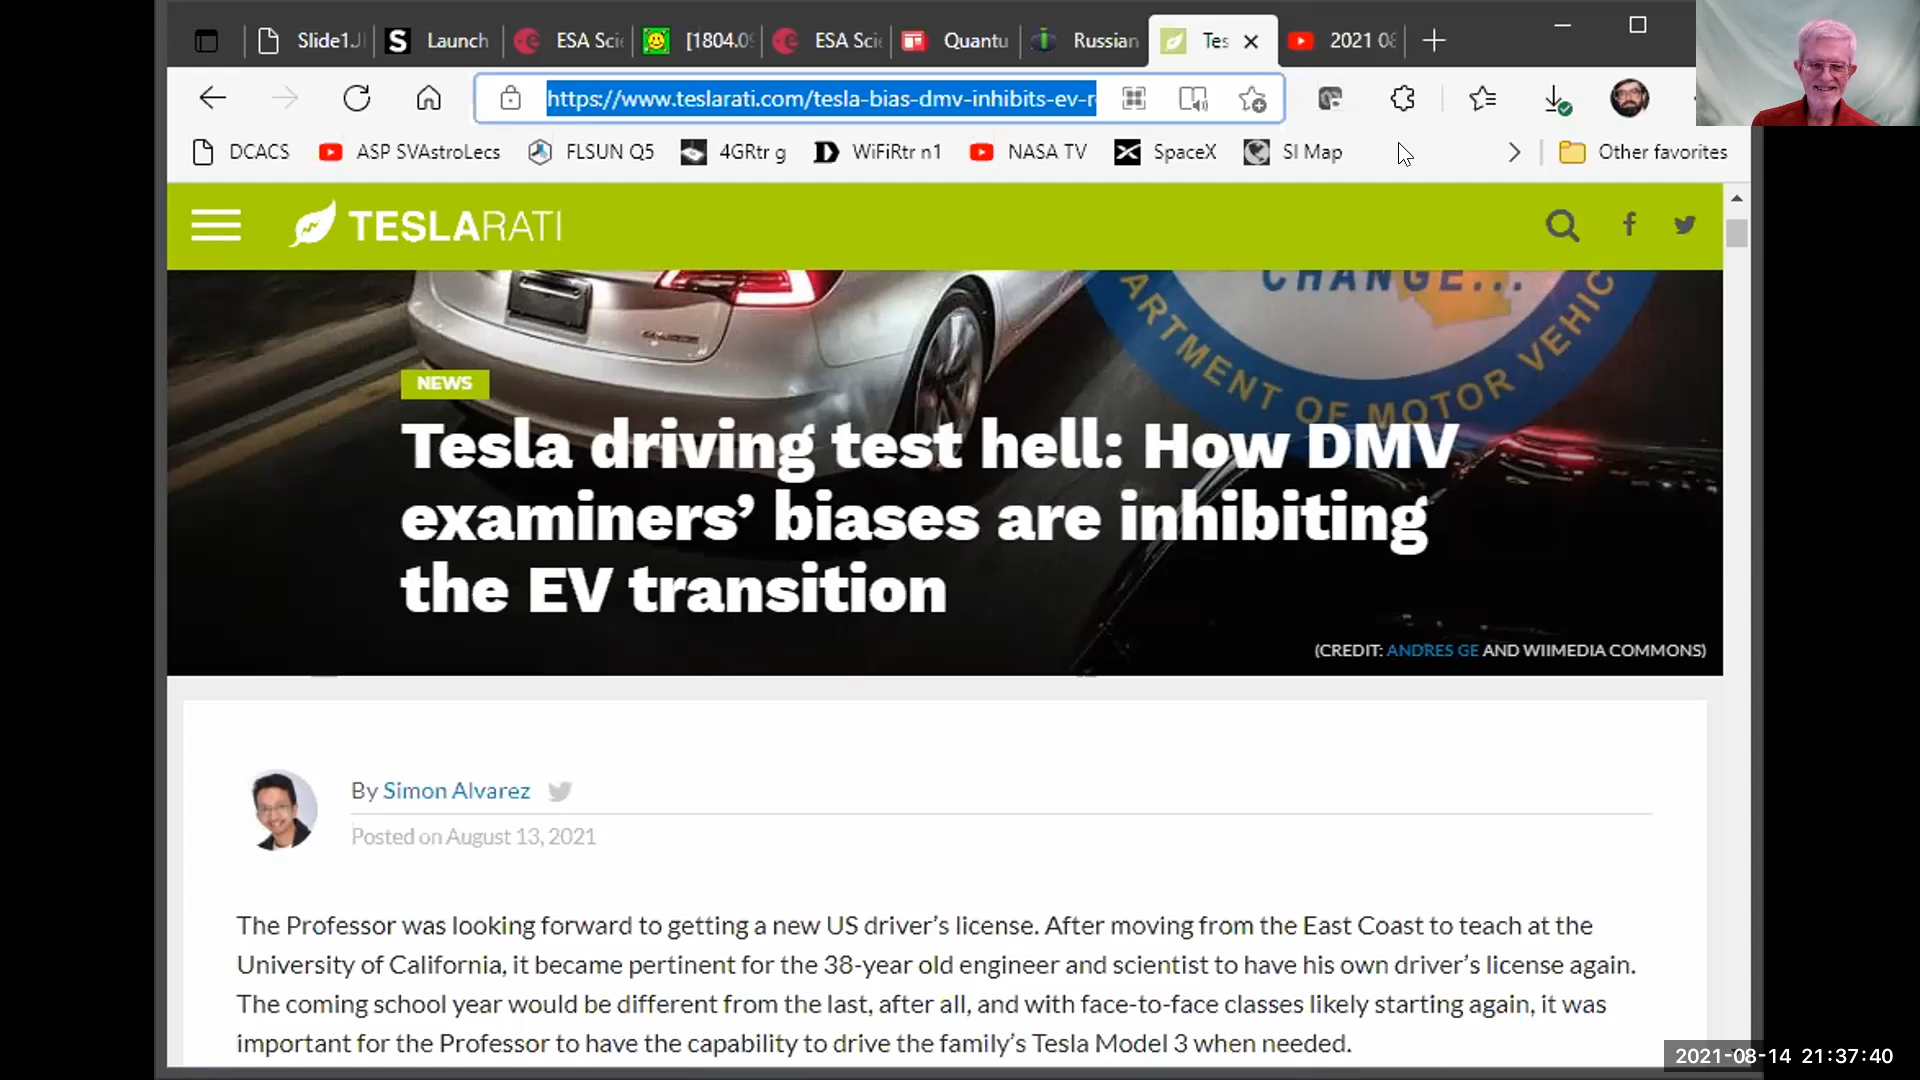 Slide1.J
Launch
ESA Sci
[1804.09
ESA Sci
Quantu
Russian
Tes
2021 08
https://www.teslarati.com/tesla-bias-dmv-inhibits-ev-r
DCACS
ASP SVAstroLecs
FLSUN Q5
4GRtr g
WiFiRtr n1
NASA TV
SpaceX
SI Map
Other favorites
TESLARATI
CHANGE...
ARTMENT OF MOTOR VEHIC
NEWS
Tesla driving test hell: How DMV
examiners’ biases are inhibiting
the EV transition
(CREDIT: ANDRES GE AND WIIMEDIA COMMONS)
By Simon Alvarez
Posted on August 13, 2021
The Professor was looking forward to getting a new US driver’s license. After moving from the East Coast to teach at the
University of California, it became pertinent for the 38-year old engineer and scientist to have his own driver’s license again.
The coming school year would be different from the last, after all, and with face-to-face classes likely starting again, it was
important for the Professor to have the capability to drive the family’s Tesla Model 3 when needed.
2021-08-14 21:37:40